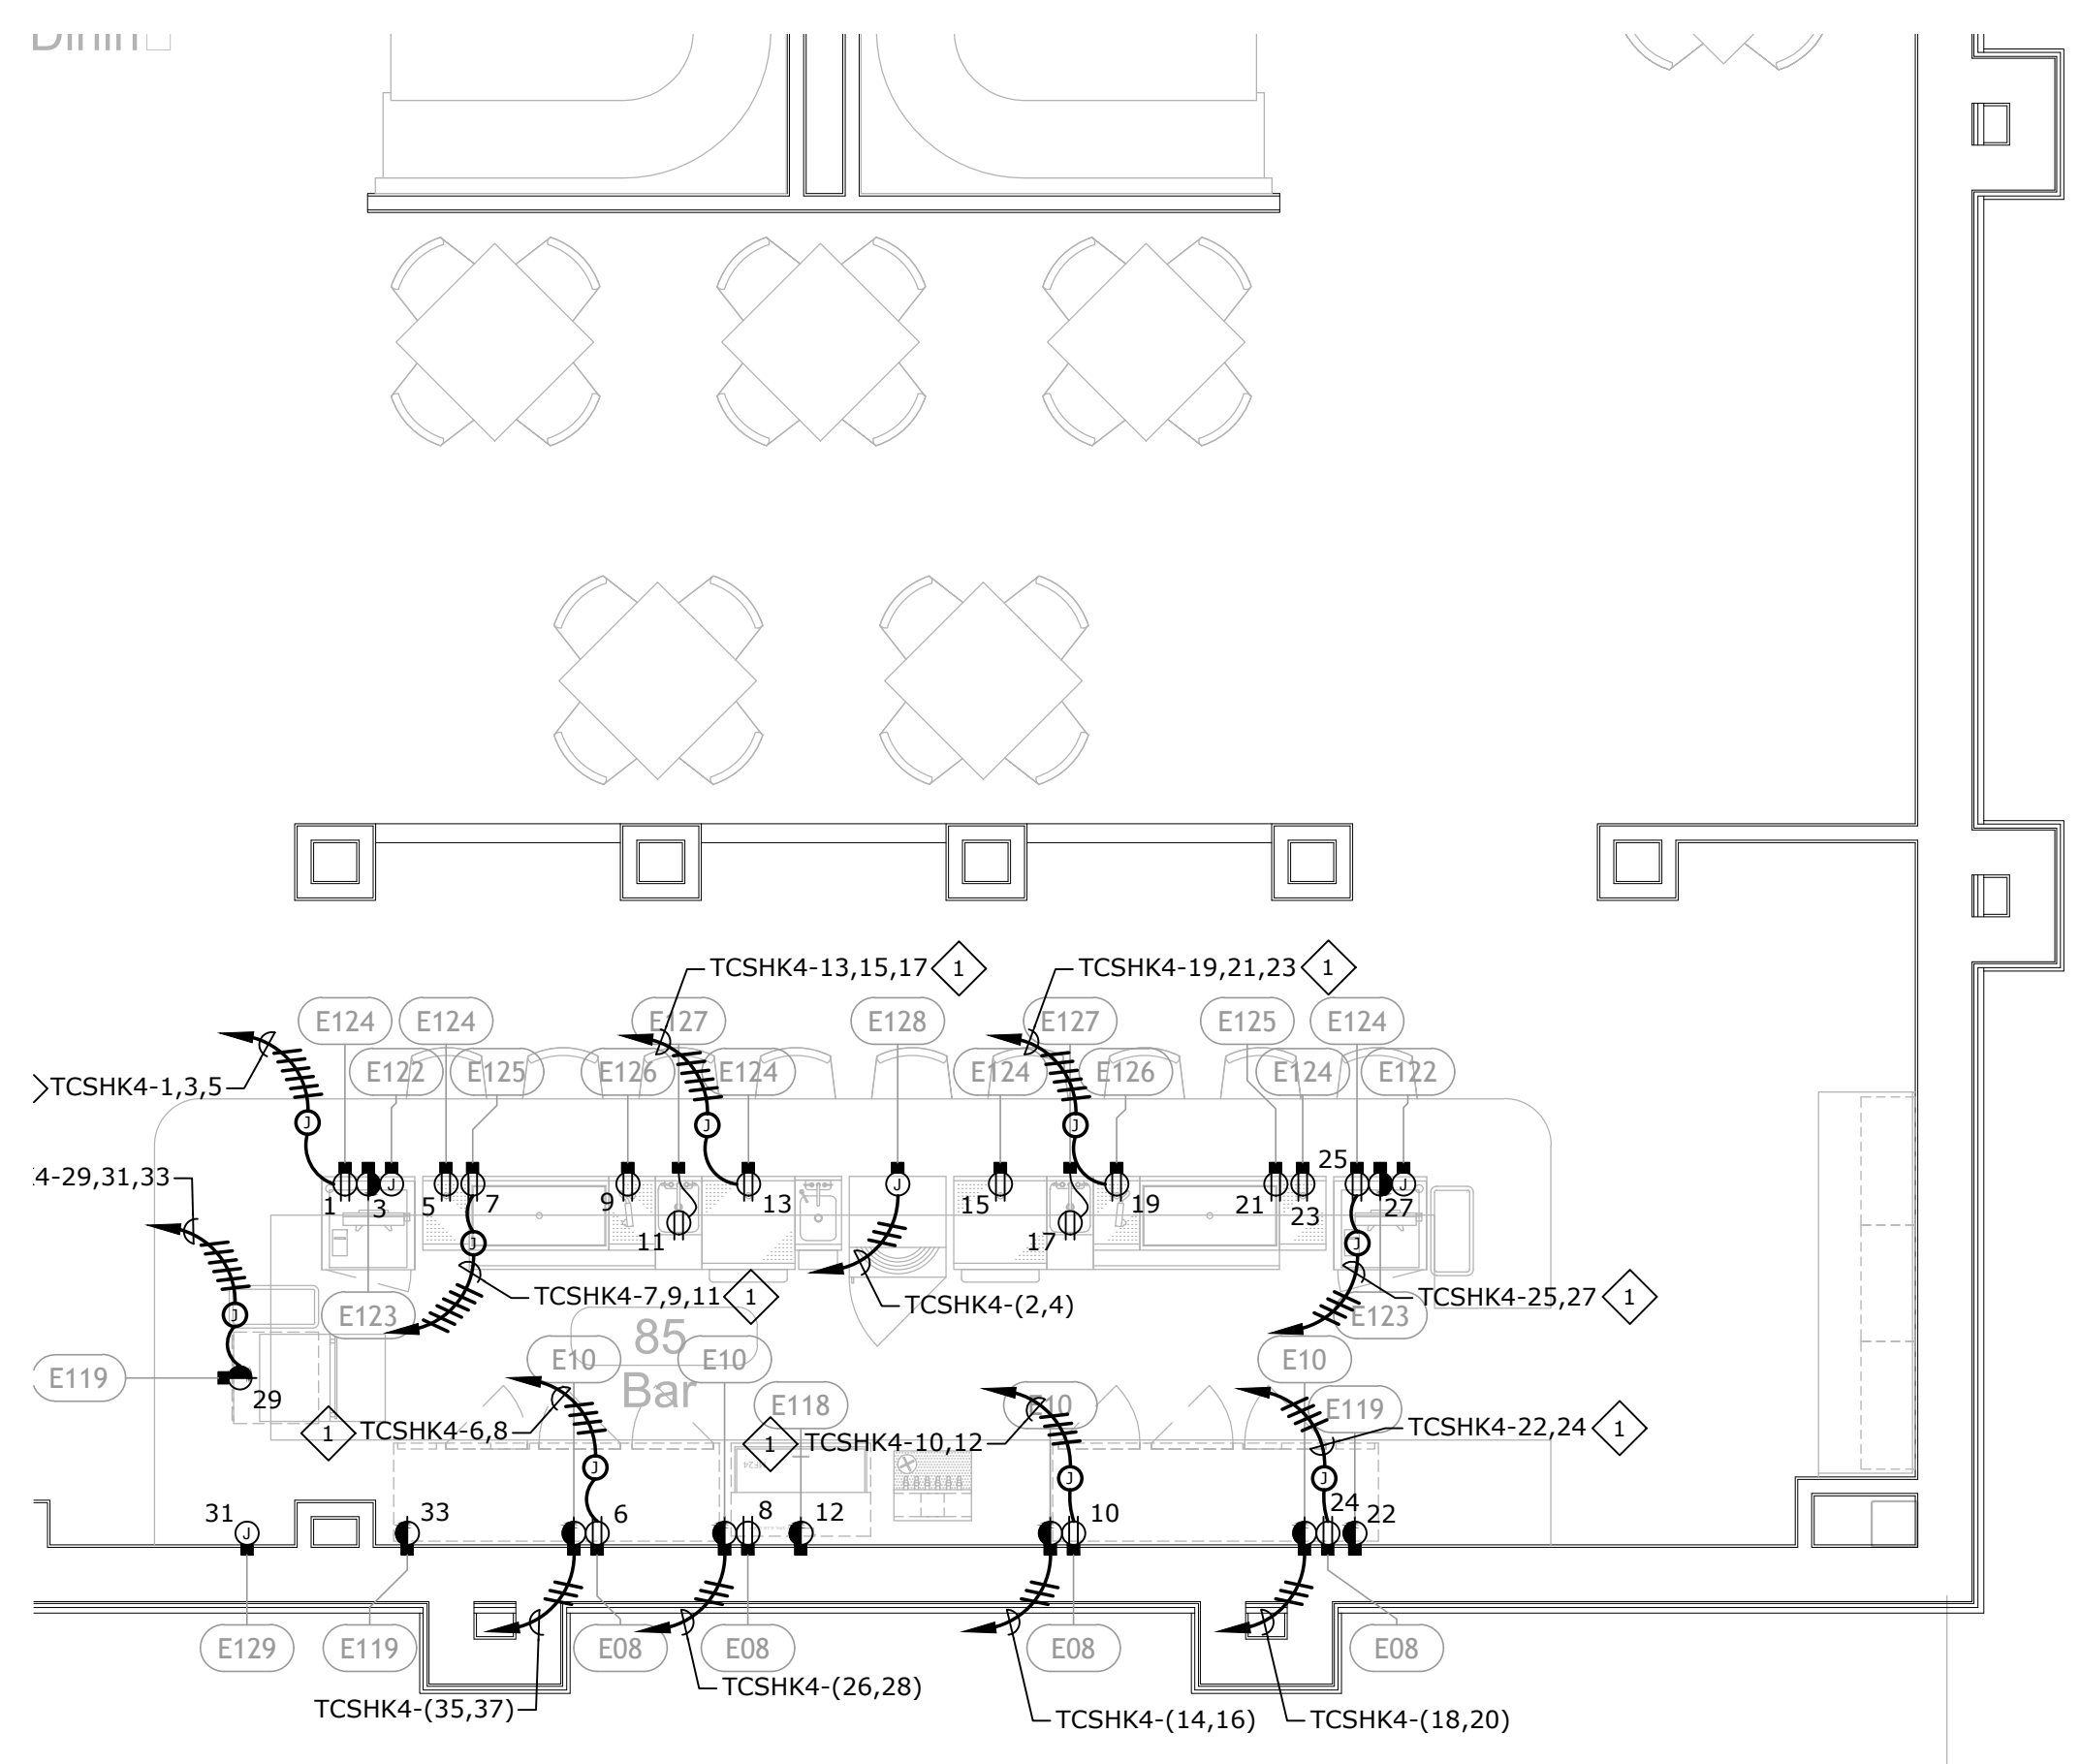 TCSHK4-13,15,17 1
TCSHK4-19,21,23 1
E124 E124 E127 E128 E127 E125 E124
E122 E125 E126 E124 E124 E126 E124 E122
TCSHK4-1,3,5
J J J
4-29,31,33
25
J J J
1 3 5 7 9 13 15 19 21 23 27
11 17
J J
TCSHK4-7,9,11 1
TCSHK4-(2,4)
TCSHK4-25,27 1
J
E123 E123
85
Bar
E10 E10 E10
E119
29
E118 E10 E119
1 TCSHK4-6,8
1 TCSHK4-10,12
TCSHK4-22,24 1
J J J
31 J 33 6 8 12 10 24 22
E129 E119 E08 E08 E08 E08
TCSHK4-(35,37)
TCSHK4-(26,28)
TCSHK4-(14,16)
TCSHK4-(18,20)